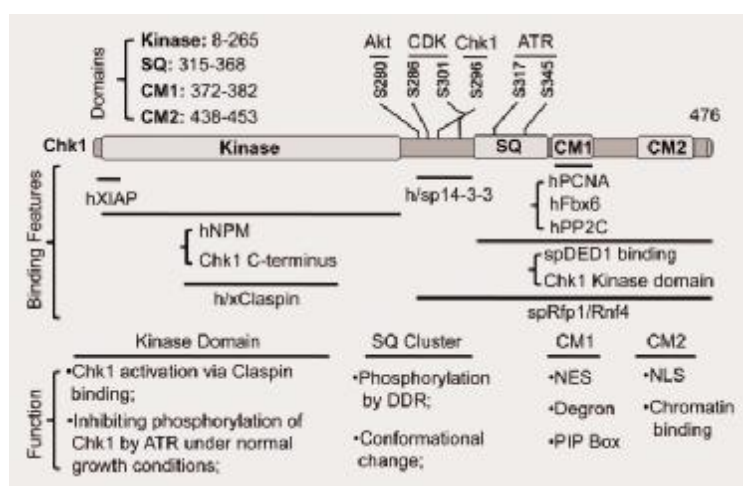 Domains
Kinase: 8-265
SQ: 315-368
CM1: 372-382
CM2: 438-453
Akt CDK Chk1 ATR
S280 S286 S301 S296 S317 S345
476
Chk1 Kinase SQ CM1 CM2
Binding Features
hXIAP
h/sp14-3-3
hPCNA
hFbx6
hPP2C
hNPM
Chk1 C-terminus
spDED1 binding
Chk1 Kinase domain
h/xClaspin
spRfp1/Rnf4
Function
Kinase Domain
•Chk1 activation via Claspin
binding;
•Inhibiting phosphorylation of
Chk1 by ATR under normal
growth conditions;
SQ Cluster
•Phosphorylation
by DDR;
•Conformational
change;
CM1
•NES
•Degron
•PIP Box
CM2
•NLS
•Chromatin
binding